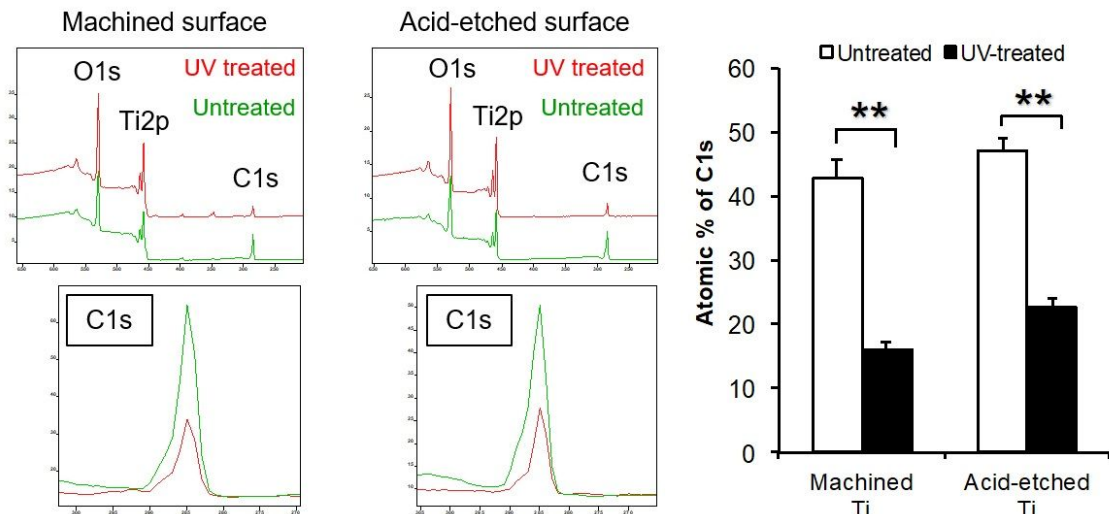 Machined surface
Acid-etched surface
O1s
UV treated
Untreated
Ti2p
C1s
O1s
UV treated
Untreated
Ti2p
C1s
C1s
C1s
Untreated
UV-treated
**
**
Atomic % of C1s
60
50
40
30
20
10
0
Machined
Ti
Acid-etched
Ti